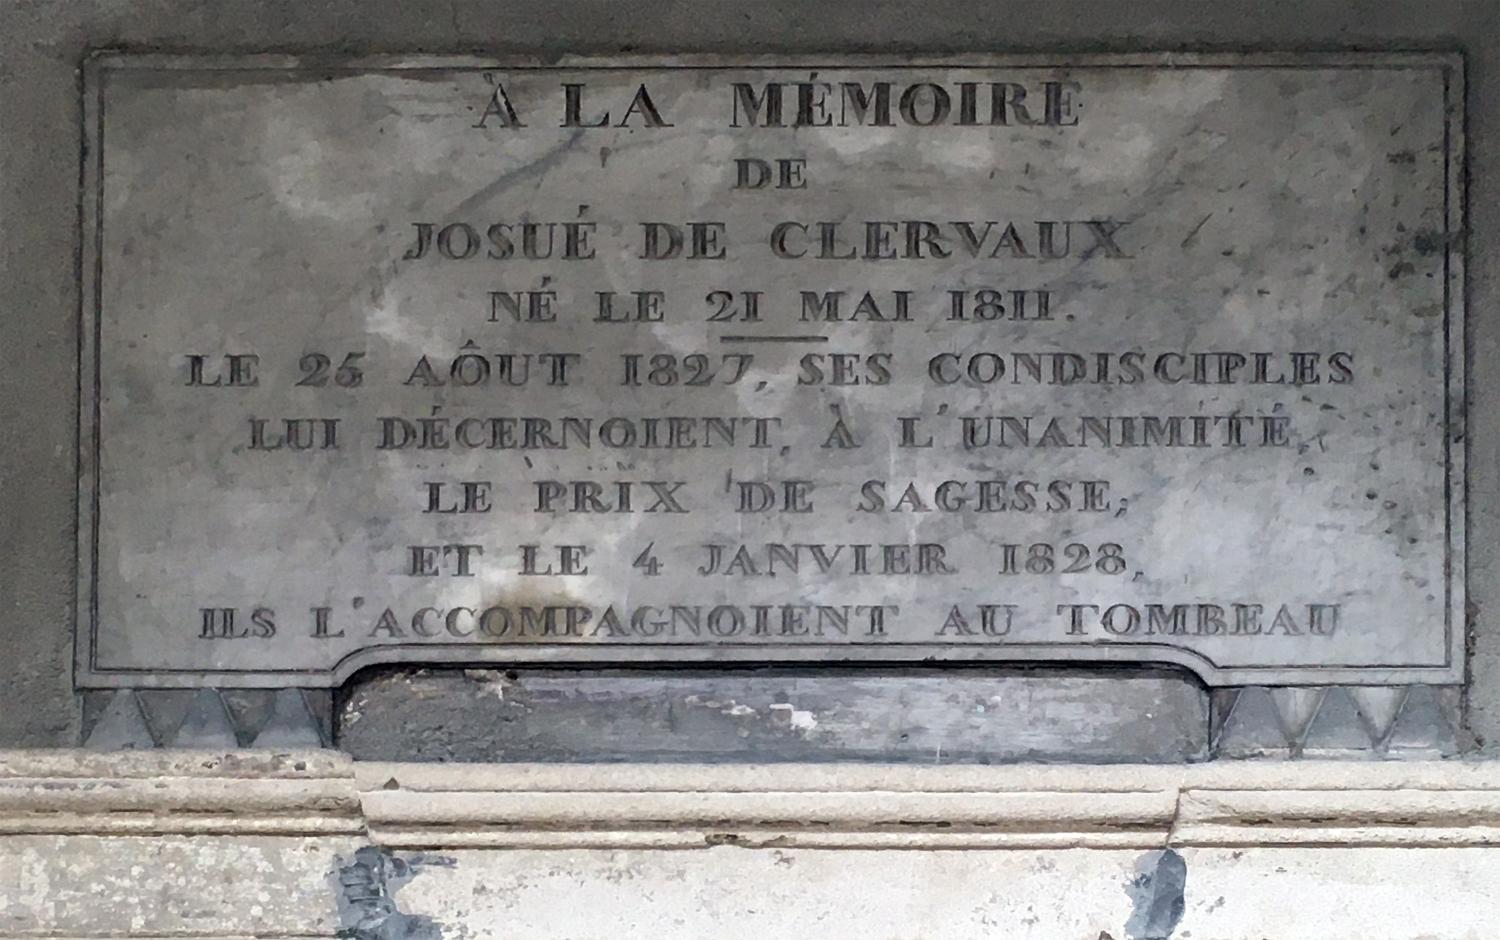 À LA MÉMOIRE
DE
JOSUÉ DE CLERVAUX
NÉ LE 21 MAI 1811.
LE 25 AÔUT 1827, SES CONDISCIPLES
LUI DÉCERNOIENT, À L'UNANIMITÉ,
LE PRIX DE SAGESSE;
ET LE 4 JANVIER 1828,
ILS L'ACCOMPAGNOIENT AU TOMBEAU